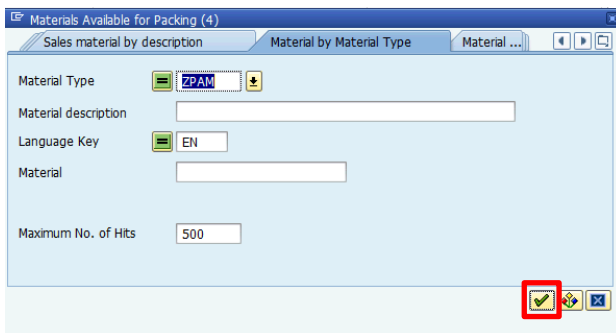 Materials Available for Packing (4)
Sales material by description
Material by Material Type
Material ...
Material Type
ZPAM
Material description
Language Key
EN
Material
Maximum No. of Hits
500